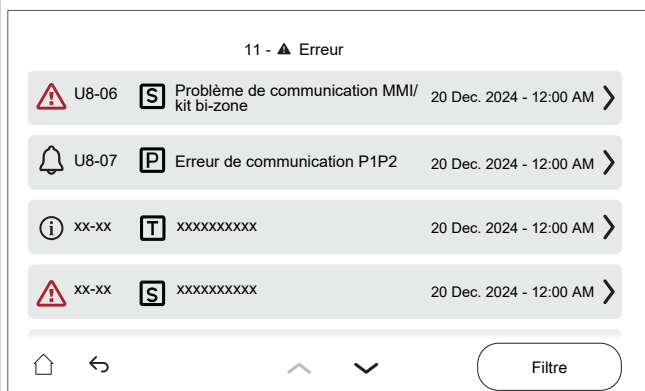 11 - ⚠ Erreur
U8-06 S Problème de communication MMI/
kit bi-zone 20 Dec. 2024 - 12:00 AM
U8-07 P Erreur de communication P1P2 20 Dec. 2024 - 12:00 AM
xx-xx T xxxxxxxxxx 20 Dec. 2024 - 12:00 AM
xx-xx S xxxxxxxxxx 20 Dec. 2024 - 12:00 AM
Filtre